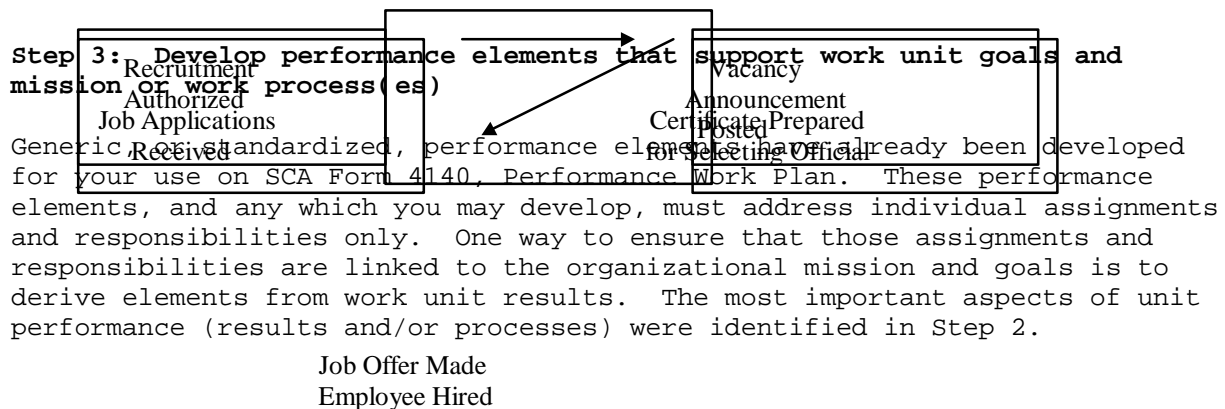 Step 3:  Develop performance elements that support work unit goals and
mission or work process(es)
Recruitment
Authorized
Vacancy
Announcement
Posted
Job Applications
Received
Certificate Prepared
for Selecting Official
Generic, or standardized, performance elements have already been developed
for your use on SCA Form 4140, Performance Work Plan.  These performance
elements, and any which you may develop, must address individual assignments
and responsibilities only.  One way to ensure that those assignments and
responsibilities are linked to the organizational mission and goals is to
derive elements from work unit results.  The most important aspects of unit
performance (results and/or processes) were identified in Step 2.
Job Offer Made
Employee Hired